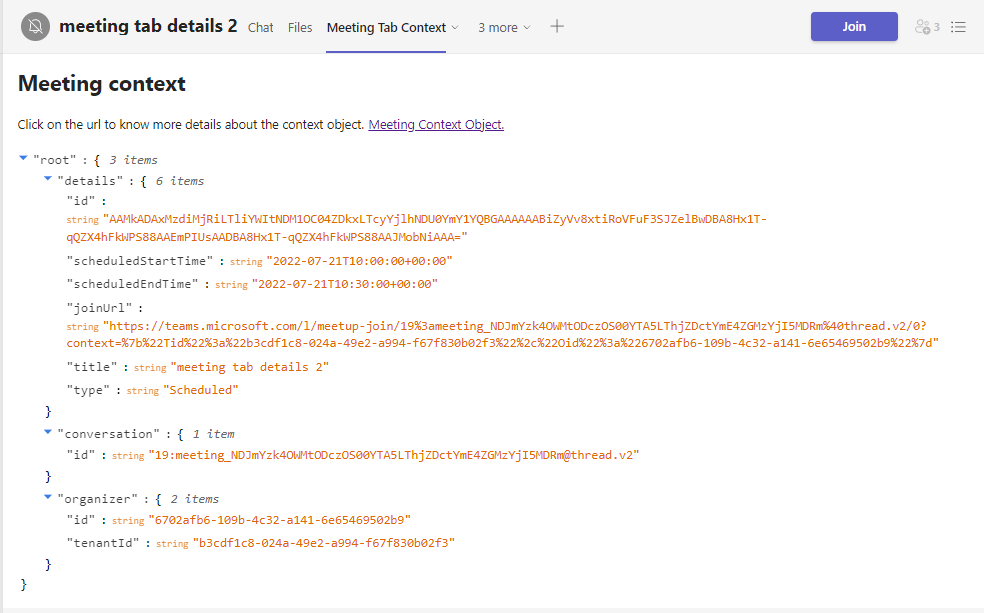 meeting tab details 2 Chat Files Meeting Tab Context 3 more Join 3
Meeting context
Click on the url to know more details about the context object. Meeting Context Object.
"root" : { 3 items
"details" : { 6 items
"id" :
string "AAMkADAxMzdiMjRiLTliYWItNDM1OC04ZDkxLTcyYjlhNDU0YmY1YQBGAAAAAABiZyVv8xtiRoVFuF3SJZelBwDBA8Hx1T-
qQZX4hFkWPS88AAEmPIUsAADBA8Hx1T-qQZX4hFkWPS88AAJMobNiAAA="
"scheduledStartTime" : string "2022-07-21T10:00:00+00:00"
"scheduledEndTime" : string "2022-07-21T10:30:00+00:00"
"joinUrl" :
string "https://teams.microsoft.com/l/meetup-join/19%3ameeting_NDJmYzk4OWMtODczOS00YTA5LThjZDctYmE4ZGMzYjI5MDRm%40thread.v2/0?
context=%7b%22Tid%22%3a%22b3cdf1c8-024a-49e2-a994-f67f830b02f3%22%2c%22Oid%22%3a%226702afb6-109b-4c32-a141-6e65469502b9%22%7d"
"title" : string "meeting tab details 2"
"type" : string "Scheduled"
}
"conversation" : { 1 item
"id" : string "19:meeting_NDJmYzk4OWMtODczOS00YTA5LThjZDctYmE4ZGMzYjI5MDRm@thread.v2"
}
"organizer" : { 2 items
"id" : string "6702afb6-109b-4c32-a141-6e65469502b9"
"tenantId" : string "b3cdf1c8-024a-49e2-a994-f67f830b02f3"
}
}